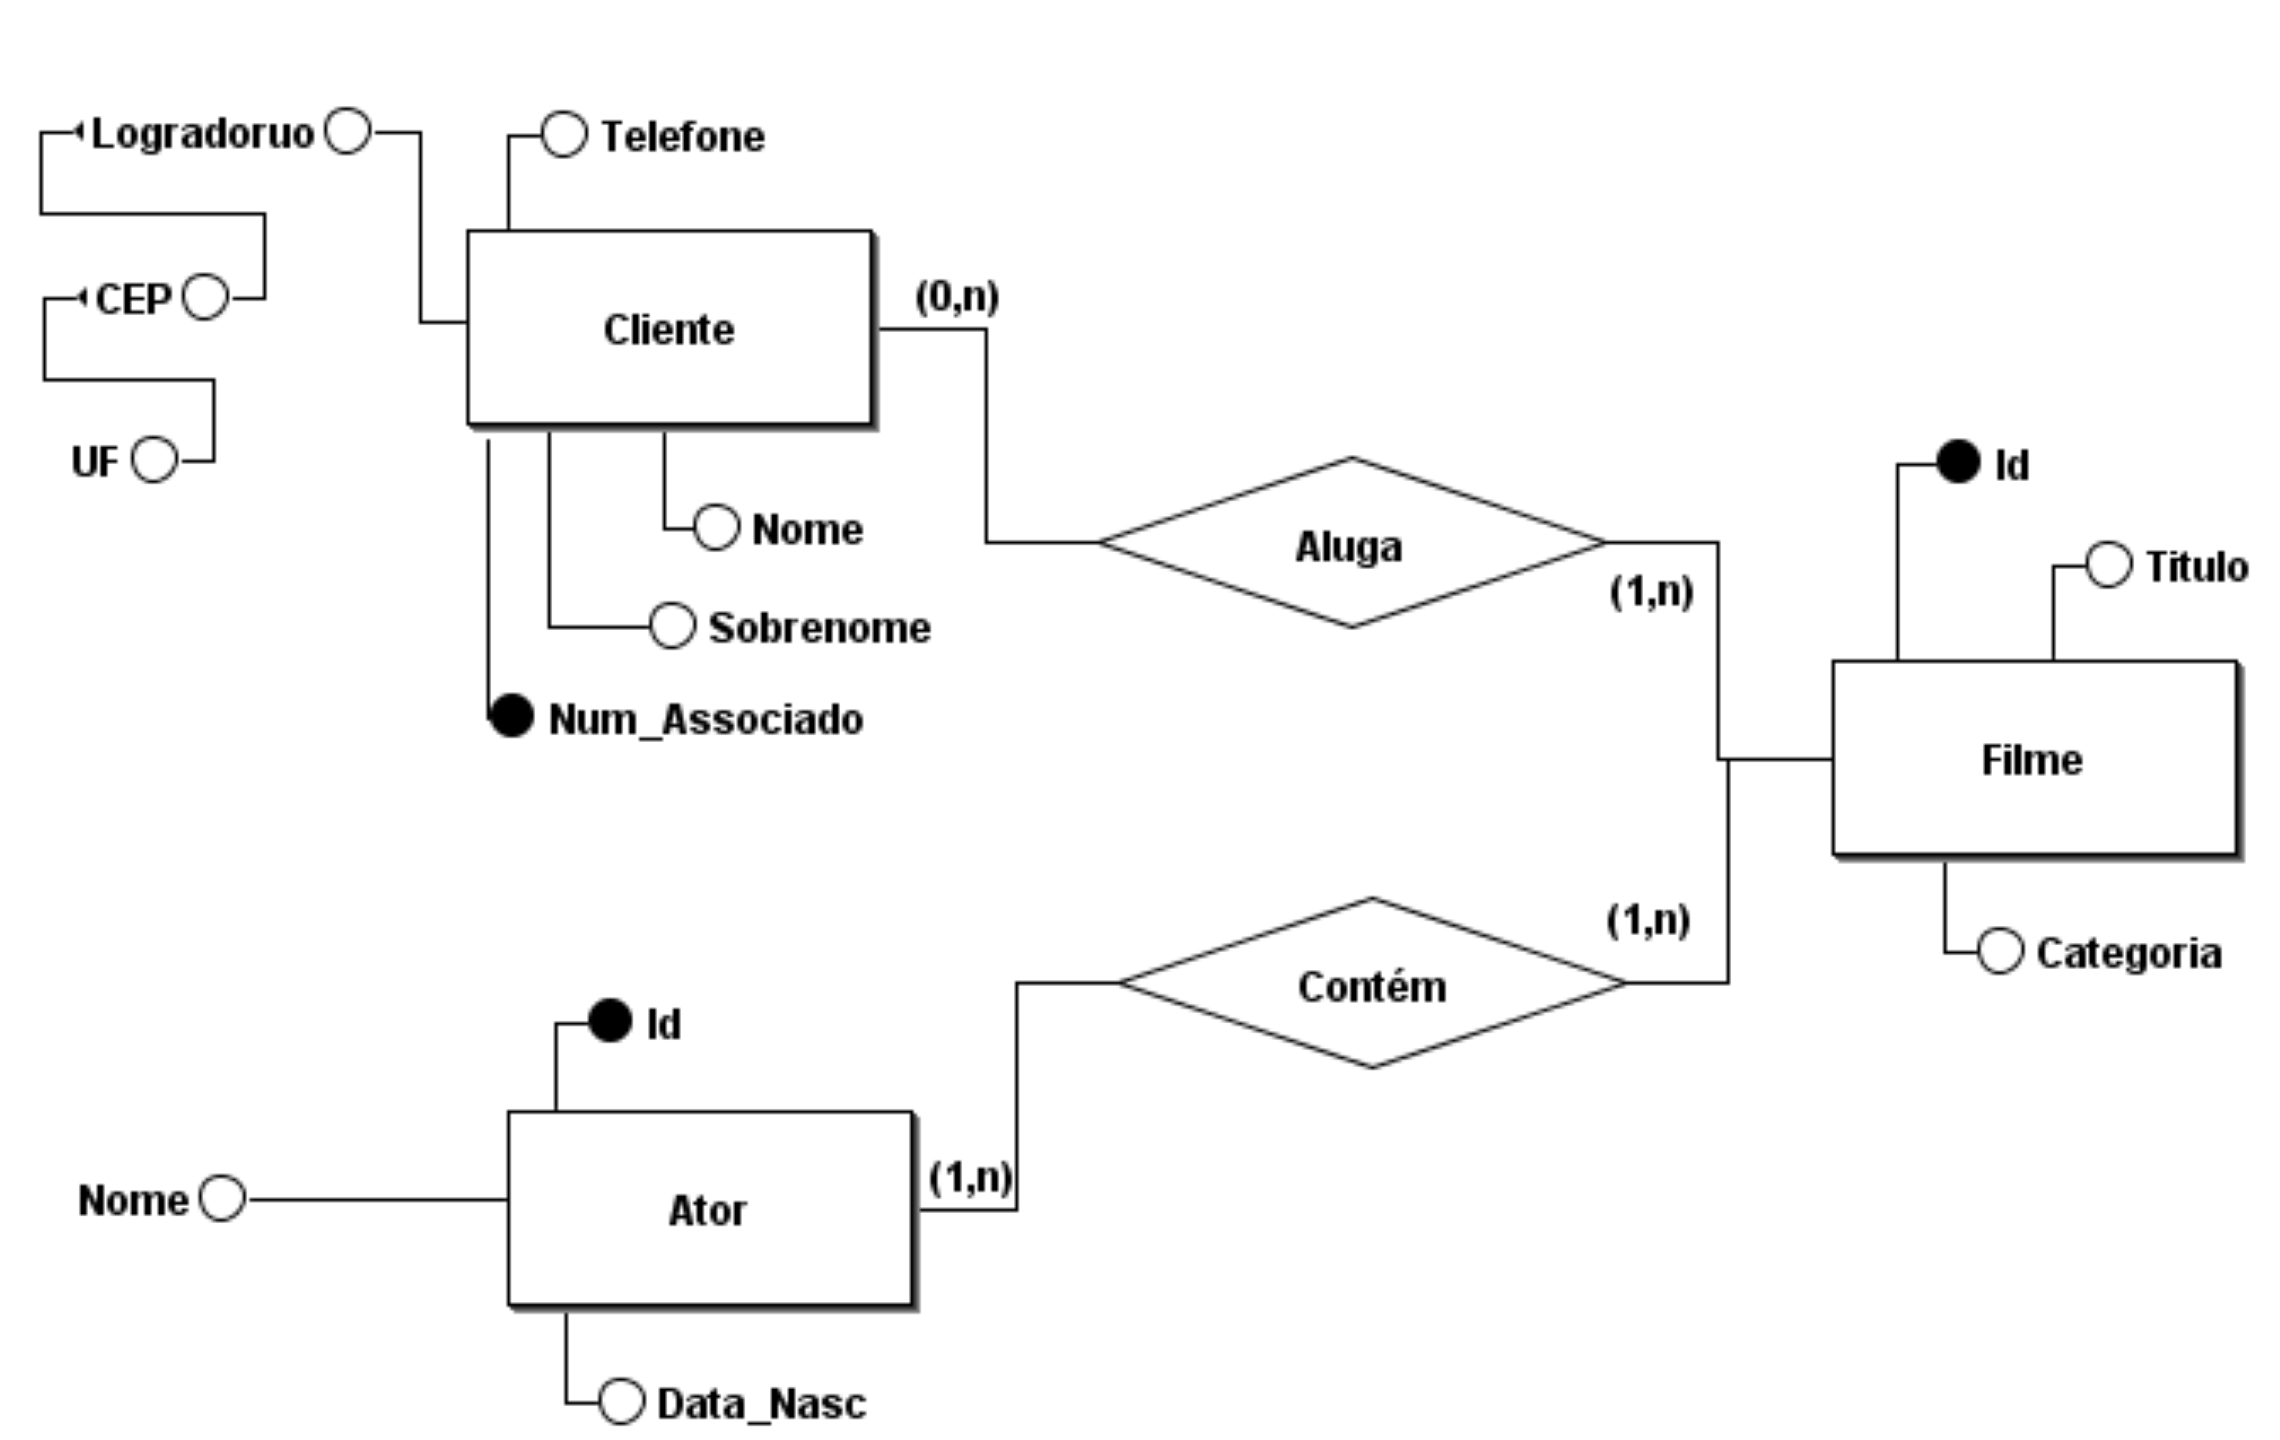 Logradoruo
Telefone
CEP
Cliente
(0,n)
UF
Id
Nome
Aluga
Titulo
(1,n)
Sobrenome
Num_Associado
Filme
(1,n)
Categoria
Contém
Id
(1,n)
Nome
Ator
Data_Nasc